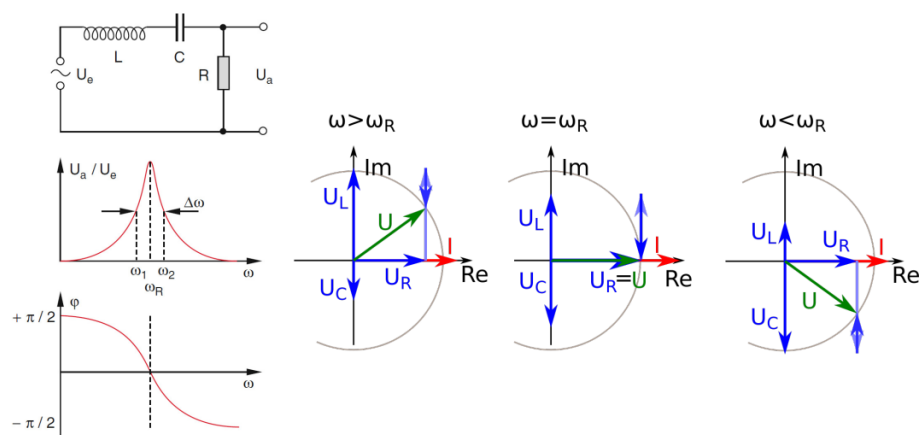 L
C
U_e
R
U_a
U_a / U_e
Δω
ω_1 ω_2
ω_R
ω
φ
+ π / 2
ω
− π / 2
ω>ω_R
Im
U_L
U
I
U_R
Re
U_C
ω=ω_R
Im
U_L
I
U_R=U
Re
U_C
ω<ω_R
Im
U_L
U_R
I
Re
U
U_C